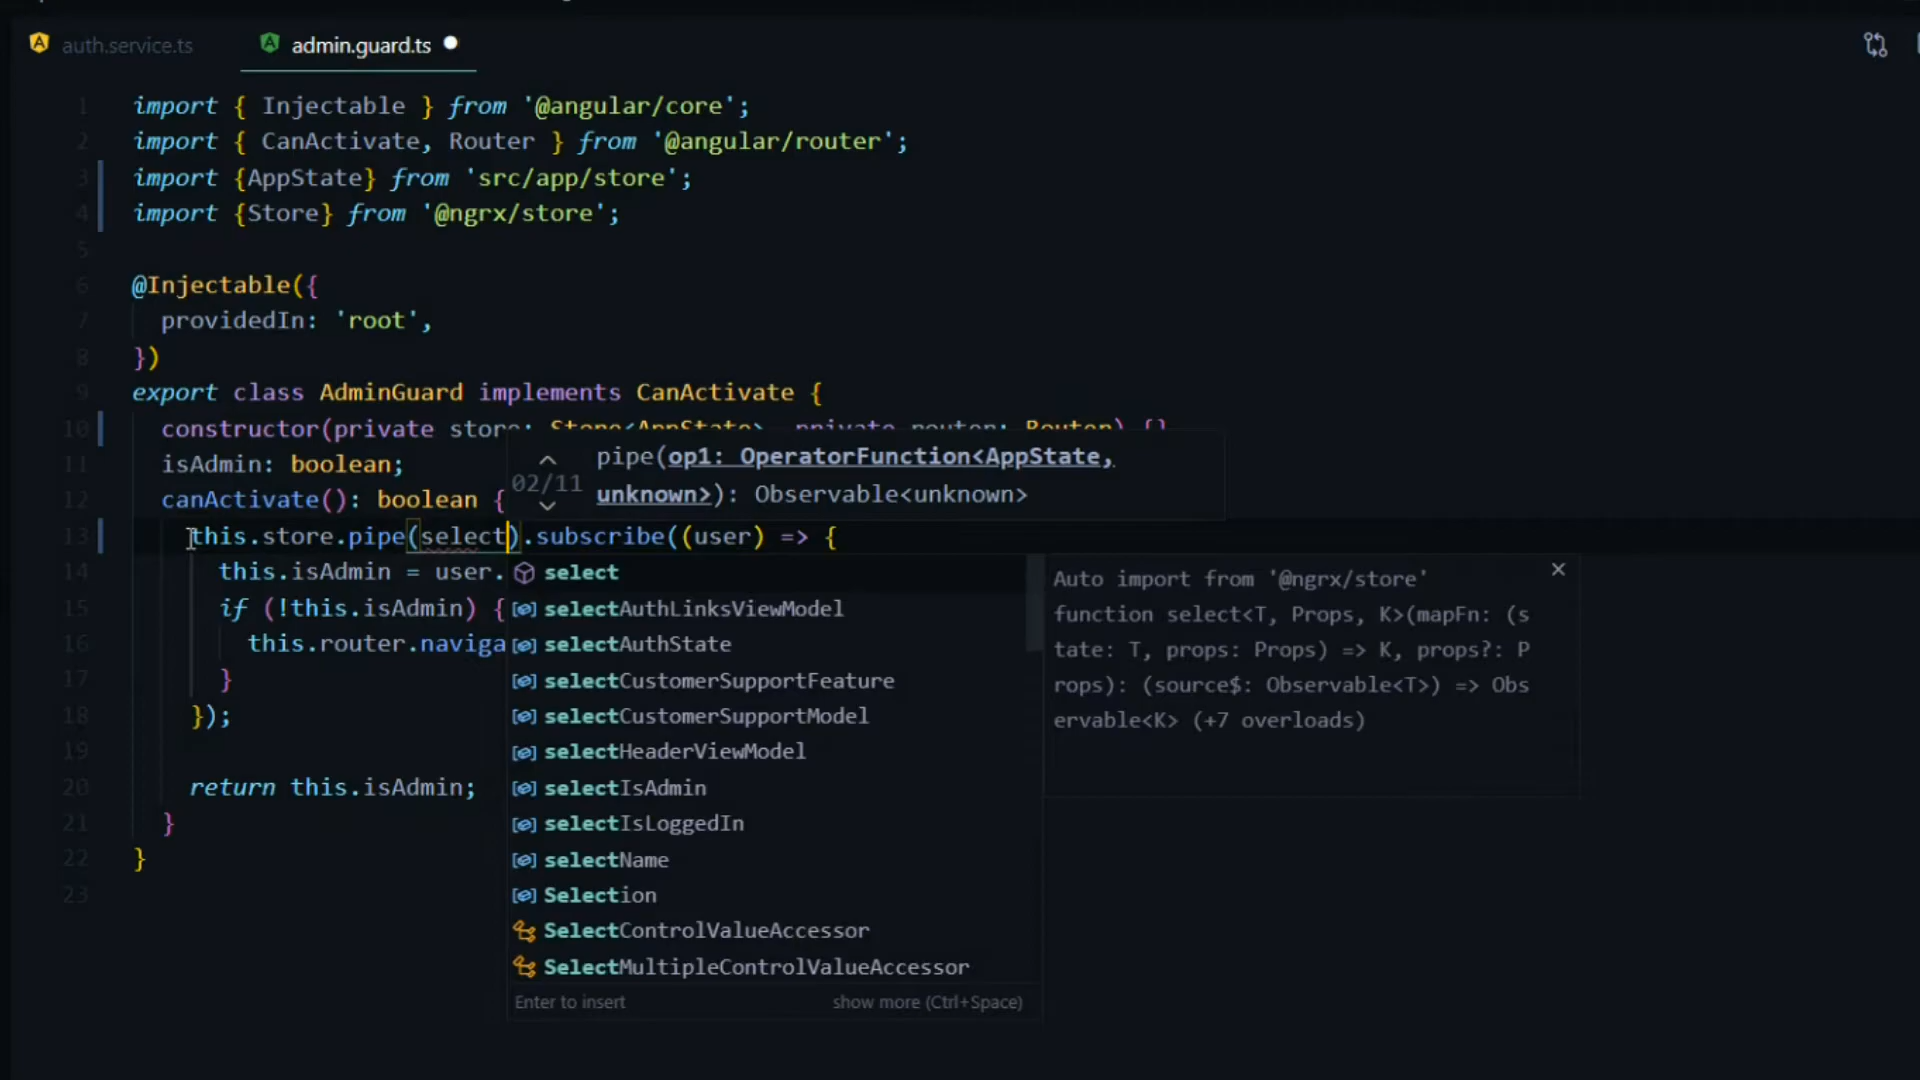 auth.service.ts
admin.guard.ts
1 import { Injectable } from '@angular/core';
2 import { CanActivate, Router } from '@angular/router';
3 import {AppState} from 'src/app/store';
4 import {Store} from '@ngrx/store';
5
6 @Injectable({
7 providedIn: 'root',
8 })
9 export class AdminGuard implements CanActivate {
10 constructor(private store: Store<AppState>, private router: Router) {}
11 isAdmin: boolean;
12 canActivate(): boolean {
02/11
pipe(op1: OperatorFunction<AppState,
unknown>): Observable<unknown>
13 this.store.pipe(select).subscribe((user) => {
14 this.isAdmin = user.
15 if (!this.isAdmin) {
16 this.router.naviga
17 }
18 });
19
20 return this.isAdmin;
21 }
22 }
23
select
selectAuthLinksViewModel
selectAuthState
selectCustomerSupportFeature
selectCustomerSupportModel
selectHeaderViewModel
selectIsAdmin
selectIsLoggedIn
selectName
Selection
SelectControlValueAccessor
SelectMultipleControlValueAccessor
Enter to insert show more (Ctrl+Space)
Auto import from '@ngrx/store'
function select<T, Props, K>(mapFn: (s
tate: T, props: Props) => K, props?: P
rops): (source$: Observable<T>) => Obs
ervable<K> (+7 overloads)